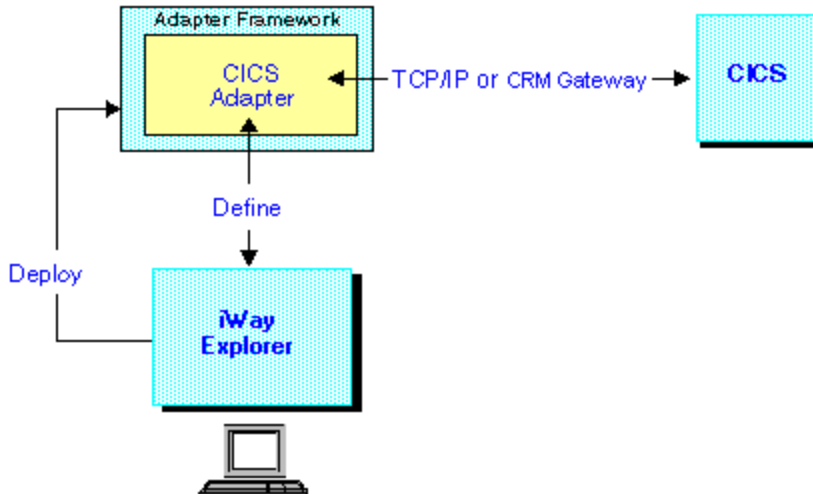 Adapter Framework
CICS
Adapter
TCP/IP or CRM Gateway
CICS
Define
Deploy
iWay
Explorer